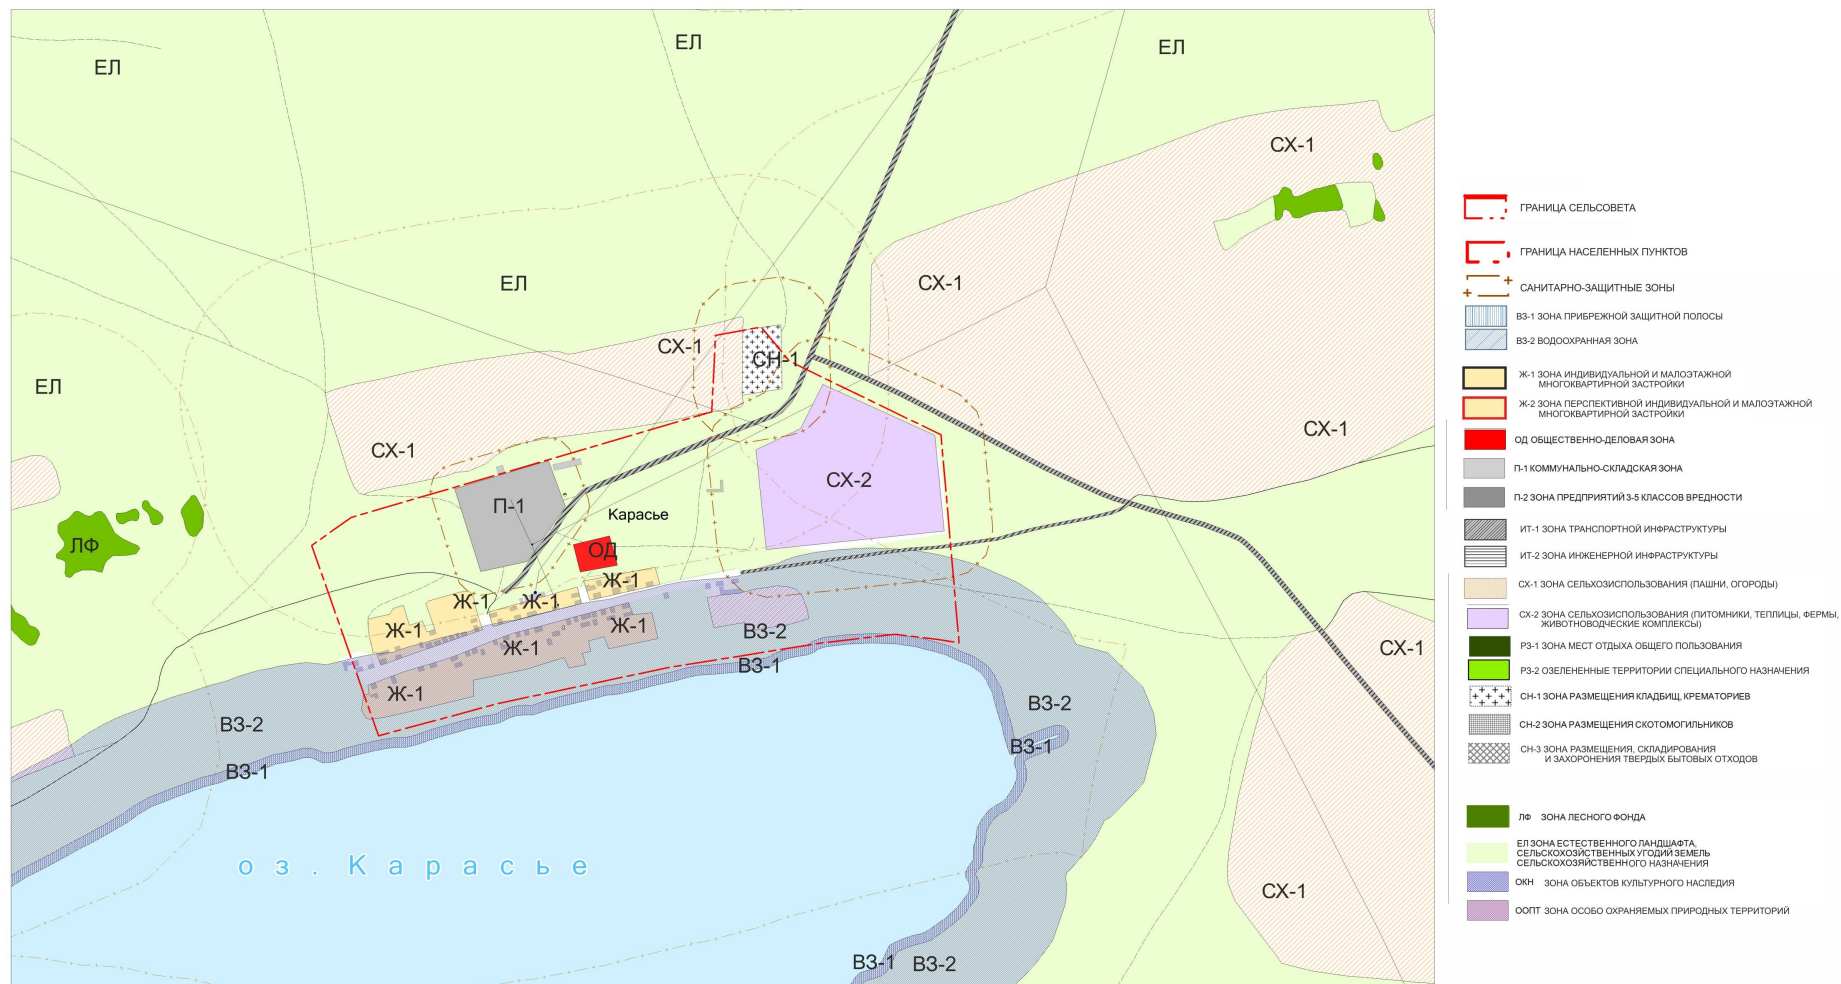 ЕЛ
ЕЛ
ЕЛ
СХ-1
ЕЛ
СХ-1
СХ-1
СН-1
ЕЛ
СХ-1
СХ-1
СХ-2
П-1
Карасье
ЛФ
ОД
Ж-1
Ж-1
Ж-1
Ж-1
Ж-1
ВЗ-2
Ж-1
СХ-1
ВЗ-1
Ж-1
ВЗ-2
ВЗ-2
ВЗ-1
ВЗ-1
оз. Карасье
СХ-1
ВЗ-1
ВЗ-2
ГРАНИЦА СЕЛЬСОВЕТА
ГРАНИЦА НАСЕЛЕННЫХ ПУНКТОВ
САНИТАРНО-ЗАЩИТНЫЕ ЗОНЫ
ВЗ-1 ЗОНА ПРИБРЕЖНОЙ ЗАЩИТНОЙ ПОЛОСЫ
ВЗ-2 ВОДООХРАННАЯ ЗОНА
Ж-1 ЗОНА ИНДИВИДУАЛЬНОЙ И МАЛОЭТАЖНОЙ
МНОГОКВАРТИРНОЙ ЗАСТРОЙКИ
Ж-2 ЗОНА ПЕРСПЕКТИВНОЙ ИНДИВИДУАЛЬНОЙ И МАЛОЭТАЖНОЙ
МНОГОКВАРТИРНОЙ ЗАСТРОЙКИ
ОД ОБЩЕСТВЕННО-ДЕЛОВАЯ ЗОНА
П-1 КОММУНАЛЬНО-СКЛАДСКАЯ ЗОНА
П-2 ЗОНА ПРЕДПРИЯТИЙ 3-5 КЛАССОВ ВРЕДНОСТИ
ИТ-1 ЗОНА ТРАНСПОРТНОЙ ИНФРАСТРУКТУРЫ
ИТ-2 ЗОНА ИНЖЕНЕРНОЙ ИНФРАСТРУКТУРЫ
СХ-1 ЗОНА СЕЛЬХОЗИСПОЛЬЗОВАНИЯ (ПАШНИ, ОГОРОДЫ)
СХ-2 ЗОНА СЕЛЬХОЗИСПОЛЬЗОВАНИЯ (ПИТОМНИКИ, ТЕПЛИЦЫ, ФЕРМЫ,
ЖИВОТНОВОДЧЕСКИЕ КОМПЛЕКСЫ)
РЗ-1 ЗОНА МЕСТ ОТДЫХА ОБЩЕГО ПОЛЬЗОВАНИЯ
РЗ-2 ОЗЕЛЕНЕННЫЕ ТЕРРИТОРИИ СПЕЦИАЛЬНОГО НАЗНАЧЕНИЯ
СН-1 ЗОНА РАЗМЕЩЕНИЯ КЛАДБИЩ, КРЕМАТОРИЕВ
СН-2 ЗОНА РАЗМЕЩЕНИЯ СКОТОМОГИЛЬНИКОВ
СН-3 ЗОНА РАЗМЕЩЕНИЯ, СКЛАДИРОВАНИЯ
И ЗАХОРОНЕНИЯ ТВЕРДЫХ БЫТОВЫХ ОТХОДОВ
ЛФ ЗОНА ЛЕСНОГО ФОНДА
ЕЛ ЗОНА ЕСТЕСТВЕННОГО ЛАНДШАФТА,
СЕЛЬСКОХОЗЯЙСТВЕННЫХ УГОДИЙ ЗЕМЕЛЬ
СЕЛЬСКОХОЗЯЙСТВЕННОГО НАЗНАЧЕНИЯ
ОКН ЗОНА ОБЪЕКТОВ КУЛЬТУРНОГО НАСЛЕДИЯ
ООПТ ЗОНА ОСОБО ОХРАНЯЕМЫХ ПРИРОДНЫХ ТЕРРИТОРИЙ